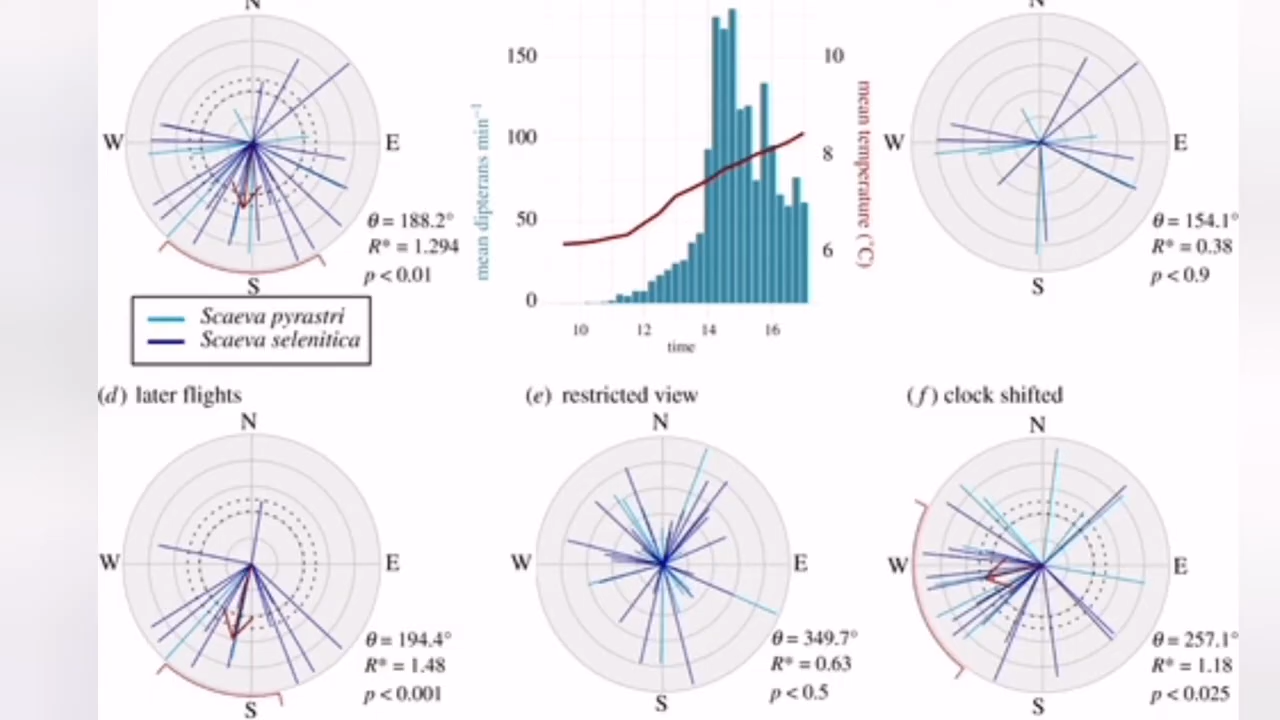 N
W
E
θ = 188.2°
R* = 1.294
p < 0.01
S
Scaeva pyrastri
Scaeva selenitica
mean dipterans min⁻¹
150
100
50
0
10
8
6
mean temperature (°C)
10 12 14 16
time
N
W
E
θ = 154.1°
R* = 0.38
p < 0.9
S
(d) later flights
N
W
E
θ = 194.4°
R* = 1.48
p < 0.001
S
(e) restricted view
N
W
E
θ = 349.7°
R* = 0.63
p < 0.5
S
(f) clock shifted
N
W
E
θ = 257.1°
R* = 1.18
p < 0.025
S